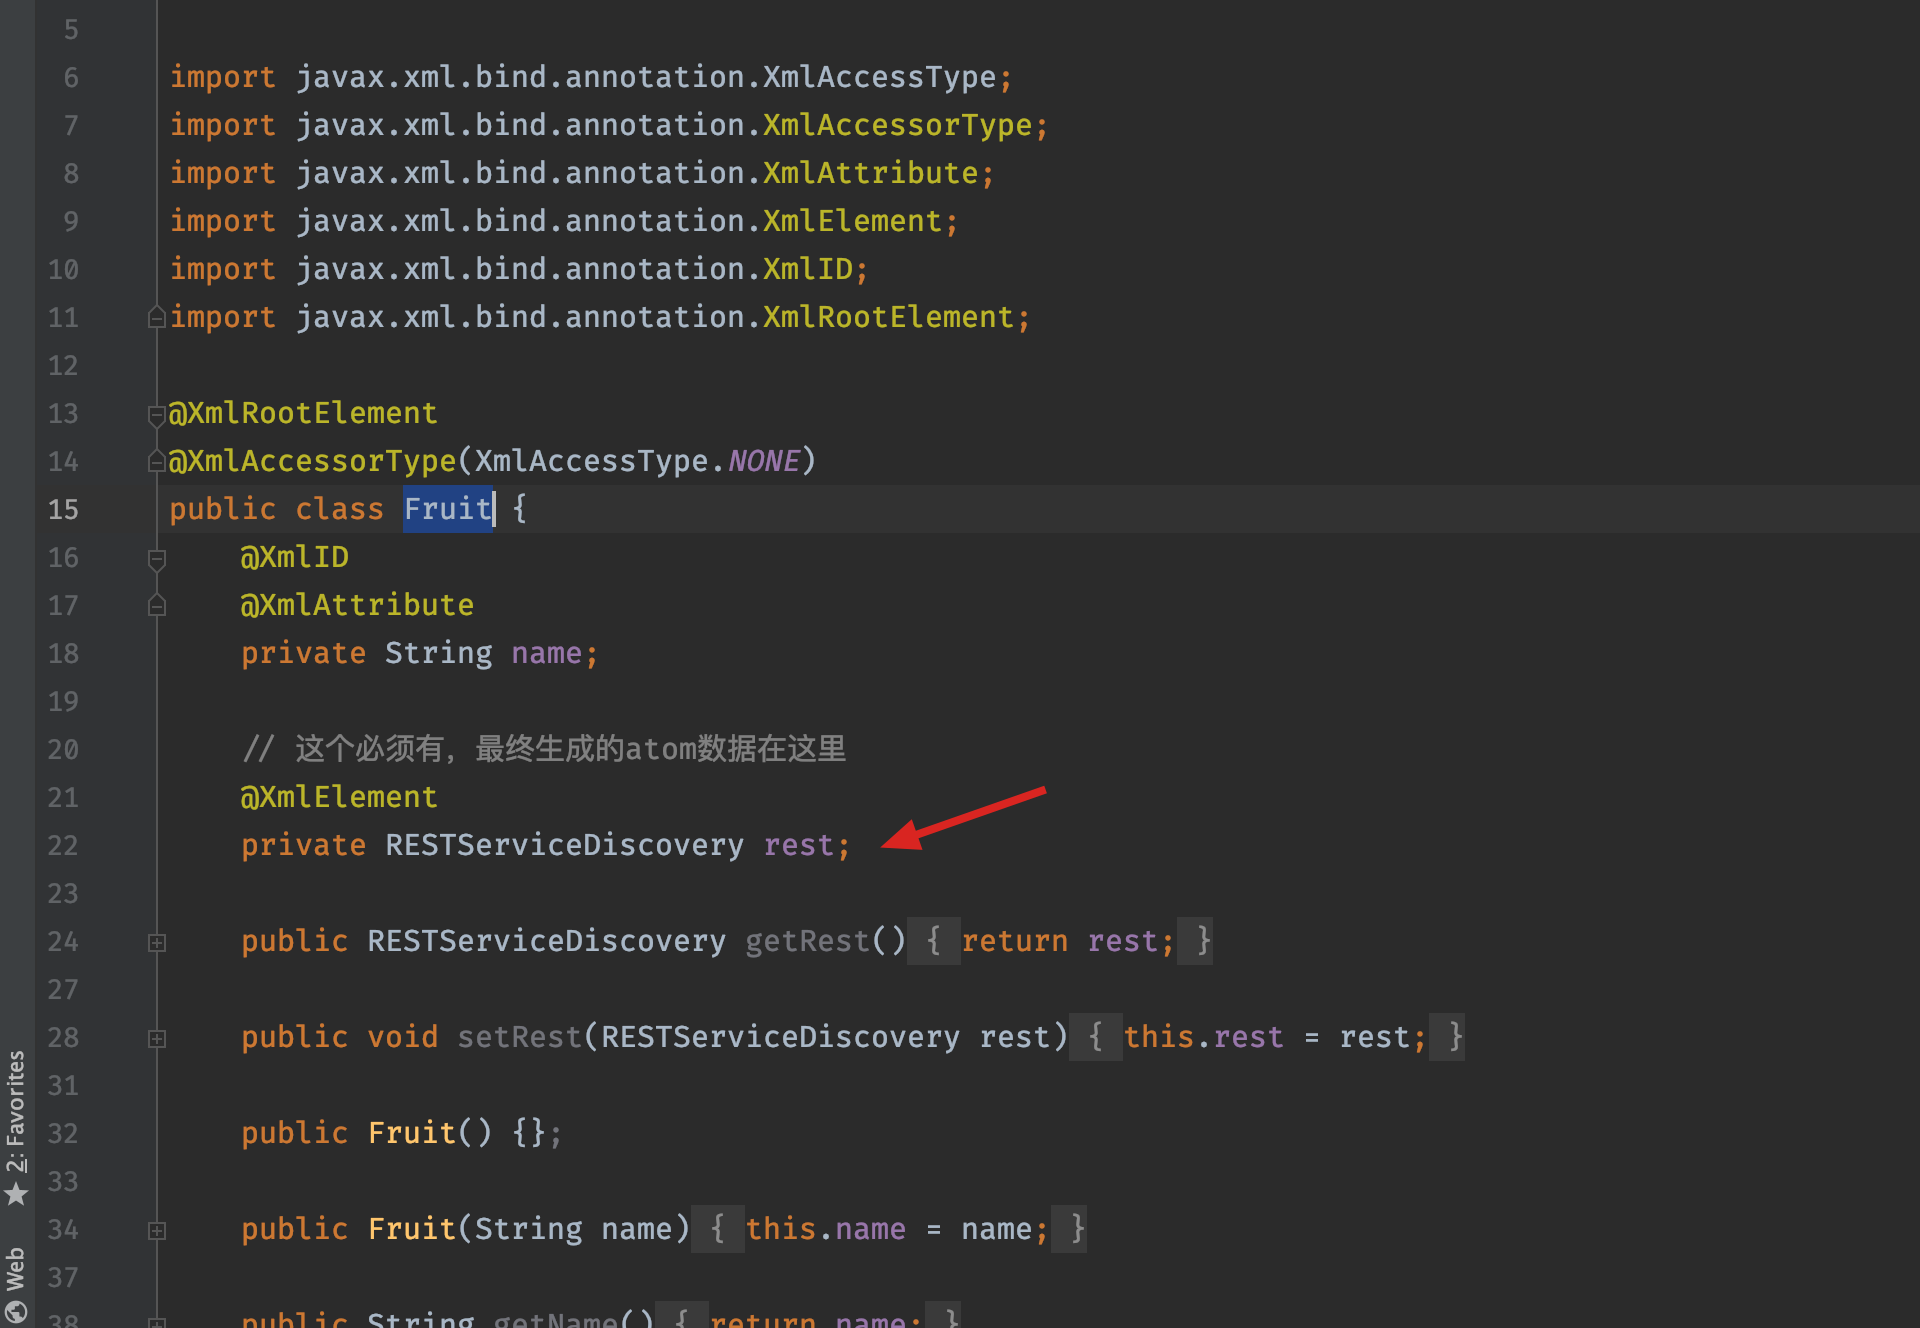 5
6 import javax.xml.bind.annotation.XmlAccessType;
7 import javax.xml.bind.annotation.XmlAccessorType;
8 import javax.xml.bind.annotation.XmlAttribute;
9 import javax.xml.bind.annotation.XmlElement;
10 import javax.xml.bind.annotation.XmlID;
11 import javax.xml.bind.annotation.XmlRootElement;
12
13 @XmlRootElement
14 @XmlAccessorType(XmlAccessType.NONE)
15 public class Fruit {
16 @XmlID
17 @XmlAttribute
18 private String name;
19
20 // 这个必须有，最终生成的atom数据在这里
21 @XmlElement
22 private RESTServiceDiscovery rest;
23
24 public RESTServiceDiscovery getRest() { return rest; }
27
28 public void setRest(RESTServiceDiscovery rest) { this.rest = rest; }
31
32 public Fruit() {};
33
34 public Fruit(String name) { this.name = name; }
37
38 public String getName() { return name; }
2: Favorites
Web